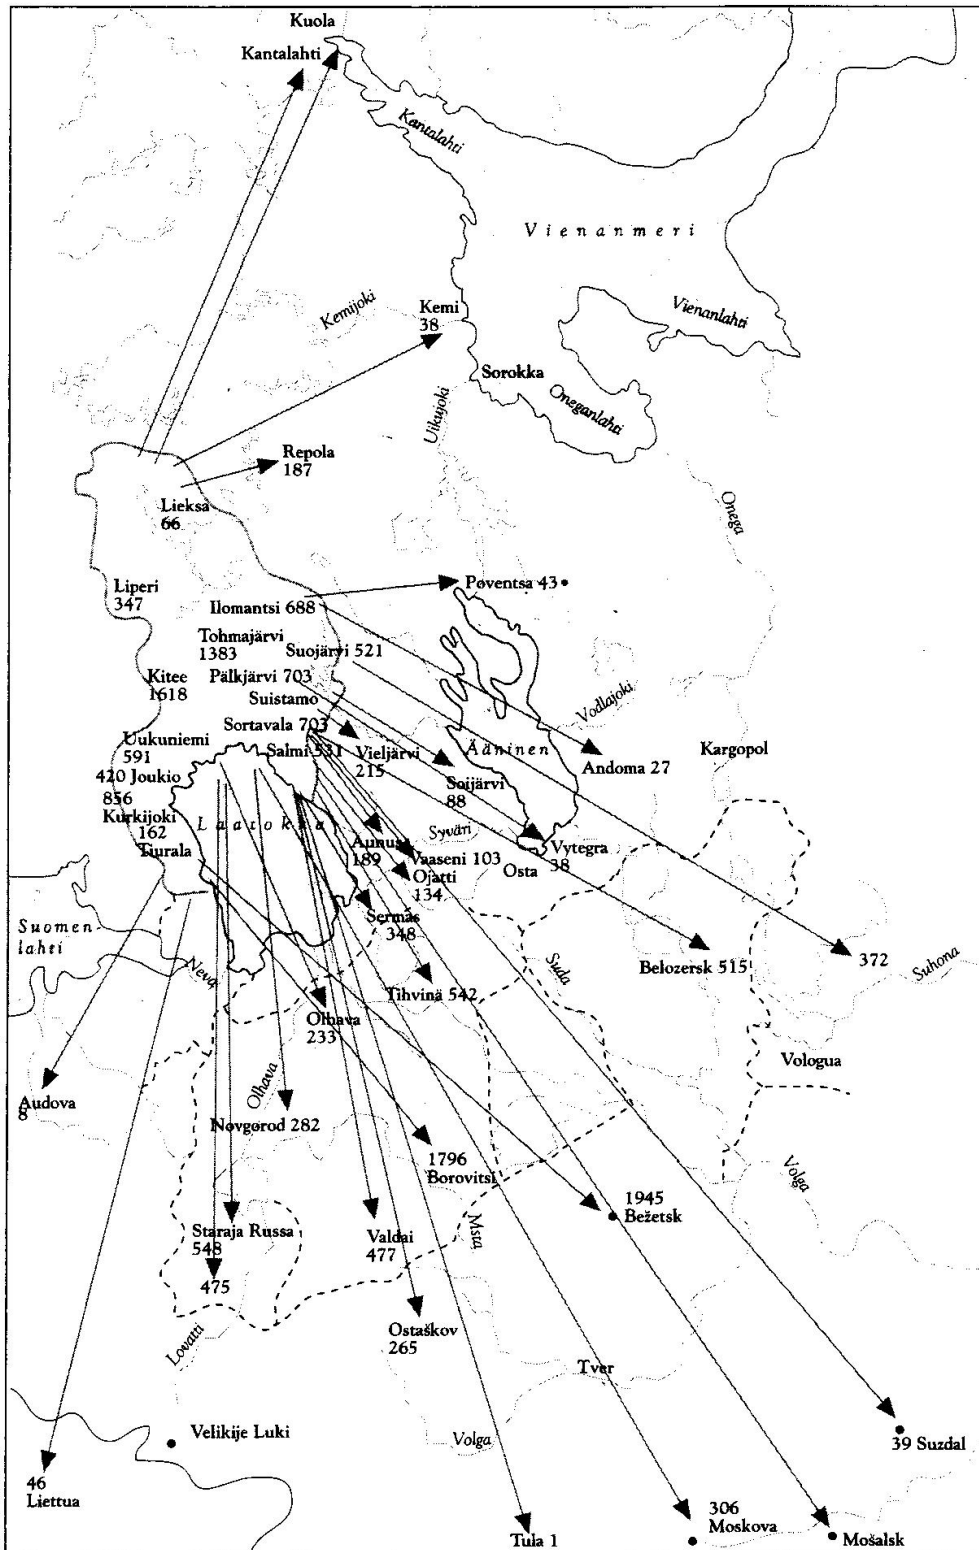 Kuola
Kantalahti
Kantalahti
Vienanmeri
Kemijoki
Kemi
38
Vienanlahti
Sorokka
Uikujoki
Oneganlahti
Repola
187
Lieksa
66
Onega
Liperi
347
Poventsa 43
Ilomantsi 688
Tohmajärvi
1383
Suojärvi 521
Kitee
1618
Pälkjärvi 703
Suistamo
Vodlajoki
Sortavala 703
Uukuniemi
591
Salmi 531
Vieljärvi
215
Ääninen
Kargopol
Andoma 27
420 Joukio
856
Soijärvi
88
Kurkijoki
162
Laatokka
Tiurala
Aunus
189
Syväri
Vaaseni 103
Ojatti
134
Osta
Vytegra
38
Suomen-
lahti
Sermäs
348
Neva
Tihvinä 542
Suda
Belozersk 515
372
Suhona
Olhava
233
Vologua
Olhava
Audova
8
Novgorod 282
1796
Borovitsi
Volga
1945
Bežetsk
Staraja Russa
548
Valdai
477
Msta
475
Ostaškov
265
Lovatti
Tver
Velikije Luki
Volga
39 Suzdal
46
Liettua
306
Moskova
Tula 1
Mošalsk